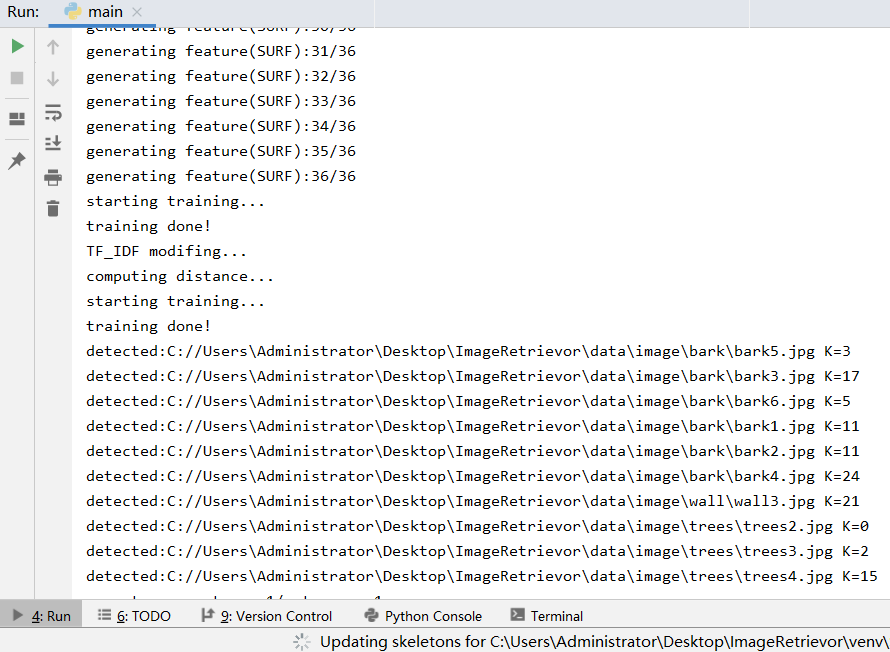 Run: main
generating feature(SURF):30/36
generating feature(SURF):31/36
generating feature(SURF):32/36
generating feature(SURF):33/36
generating feature(SURF):34/36
generating feature(SURF):35/36
generating feature(SURF):36/36
starting training...
training done!
TF_IDF modifing...
computing distance...
starting training...
training done!
detected:C://Users\Administrator\Desktop\ImageRetrievor\data\image\bark\bark5.jpg K=3
detected:C://Users\Administrator\Desktop\ImageRetrievor\data\image\bark\bark3.jpg K=17
detected:C://Users\Administrator\Desktop\ImageRetrievor\data\image\bark\bark6.jpg K=5
detected:C://Users\Administrator\Desktop\ImageRetrievor\data\image\bark\bark1.jpg K=11
detected:C://Users\Administrator\Desktop\ImageRetrievor\data\image\bark\bark2.jpg K=11
detected:C://Users\Administrator\Desktop\ImageRetrievor\data\image\bark\bark4.jpg K=24
detected:C://Users\Administrator\Desktop\ImageRetrievor\data\image\wall\wall3.jpg K=21
detected:C://Users\Administrator\Desktop\ImageRetrievor\data\image\trees\trees2.jpg K=0
detected:C://Users\Administrator\Desktop\ImageRetrievor\data\image\trees\trees3.jpg K=2
detected:C://Users\Administrator\Desktop\ImageRetrievor\data\image\trees\trees4.jpg K=15
4: Run 6: TODO 9: Version Control Python Console Terminal
Updating skeletons for C:\Users\Administrator\Desktop\ImageRetrievor\venv\